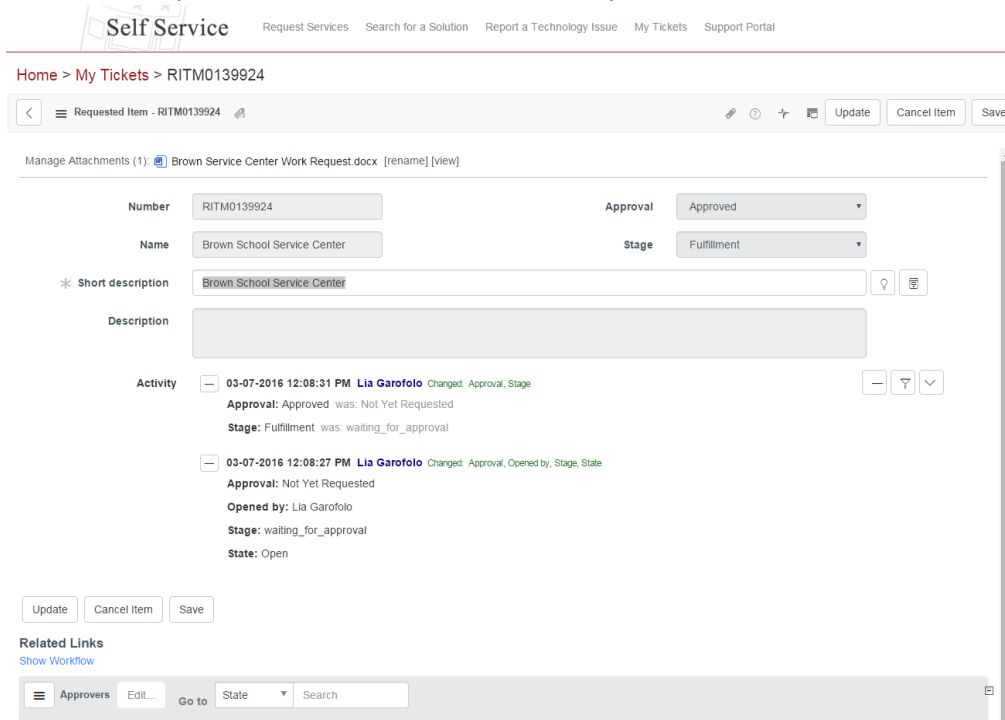 Self Service Request Services Search for a Solution Report a Technology Issue My Tickets Support Portal
Home > My Tickets > RITM0139924
Requested Item - RITM0139924 Update Cancel Item Save
Manage Attachments (1): Brown Service Center Work Request.docx [rename] [view]
Number RITM0139924 Approval Approved
Name Brown School Service Center Stage Fulfillment
Short description Brown School Service Center
Description
Activity 03-07-2016 12:08:31 PM Lia Garofolo Changed: Approval, Stage
Approval: Approved was: Not Yet Requested
Stage: Fulfillment was: waiting_for_approval
03-07-2016 12:08:27 PM Lia Garofolo Changed: Approval, Opened by, Stage, State
Approval: Not Yet Requested
Opened by: Lia Garofolo
Stage: waiting_for_approval
State: Open
Update Cancel Item Save
Related Links
Show Workflow
Approvers Edit... Go to State Search